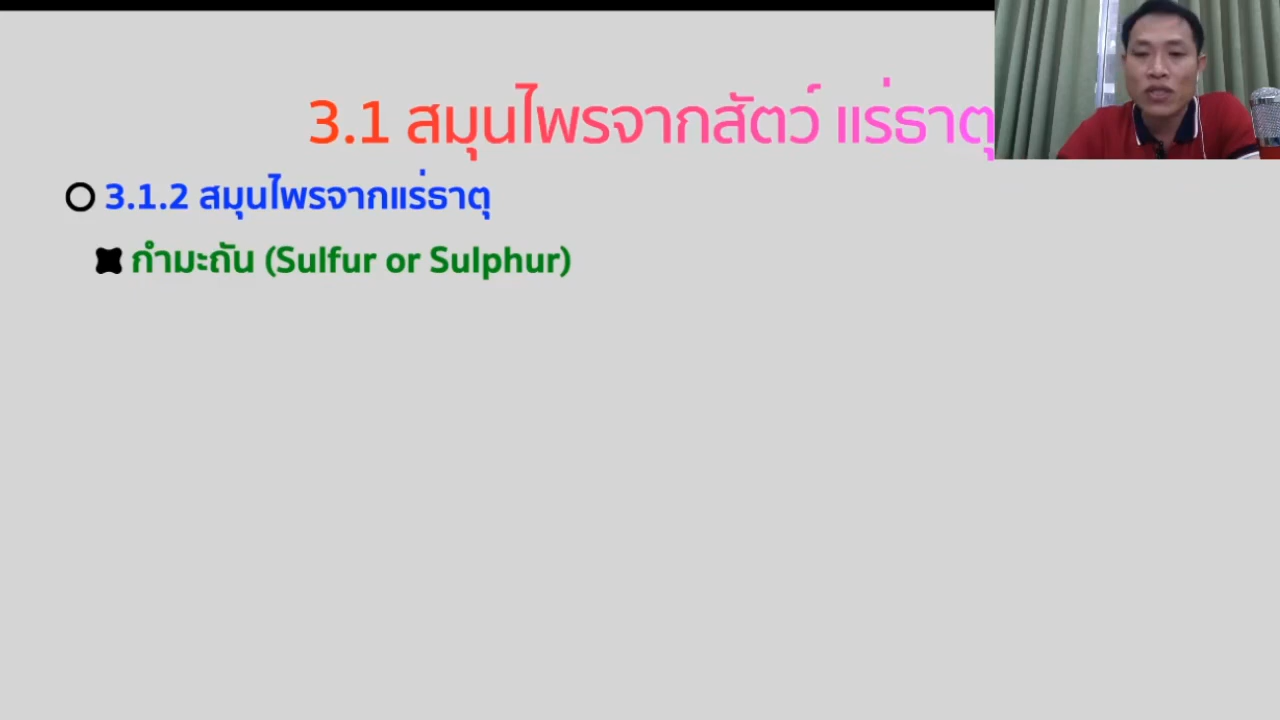 3.1 สมุนไพรจากสัตว์ แร่ธาตุ
3.1.2 สมุนไพรจากแร่ธาตุ
กำมะถัน (Sulfur or Sulphur)